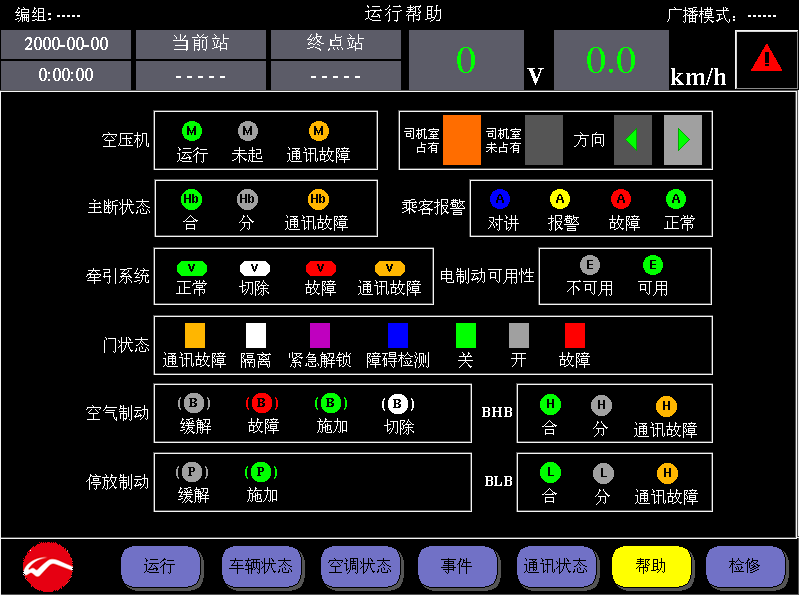 编组: -----
运行帮助
广播模式: ------
2000-00-00
当前站
终点站
0:00:00
-----
-----
0
V
0.0
km/h
空压机
M
M
M
运行
未起
通讯故障
司机室
占有
司机室
未占有
方向
主断状态
Hb
Hb
Hb
合
分
通讯故障
乘客报警
A
A
A
A
对讲
报警
故障
正常
牵引系统
V
V
V
V
正常
切除
故障
通讯故障
电制动可用性
E
E
不可用
可用
门状态
通讯故障
隔离
紧急解锁
障碍检测
关
开
故障
空气制动
(B)
(B)
(B)
(B)
缓解
故障
施加
切除
BHB
H
H
H
合
分
通讯故障
停放制动
(P)
(P)
缓解
施加
BLB
L
L
H
合
分
通讯故障
运行
车辆状态
空调状态
事件
通讯状态
帮助
检修